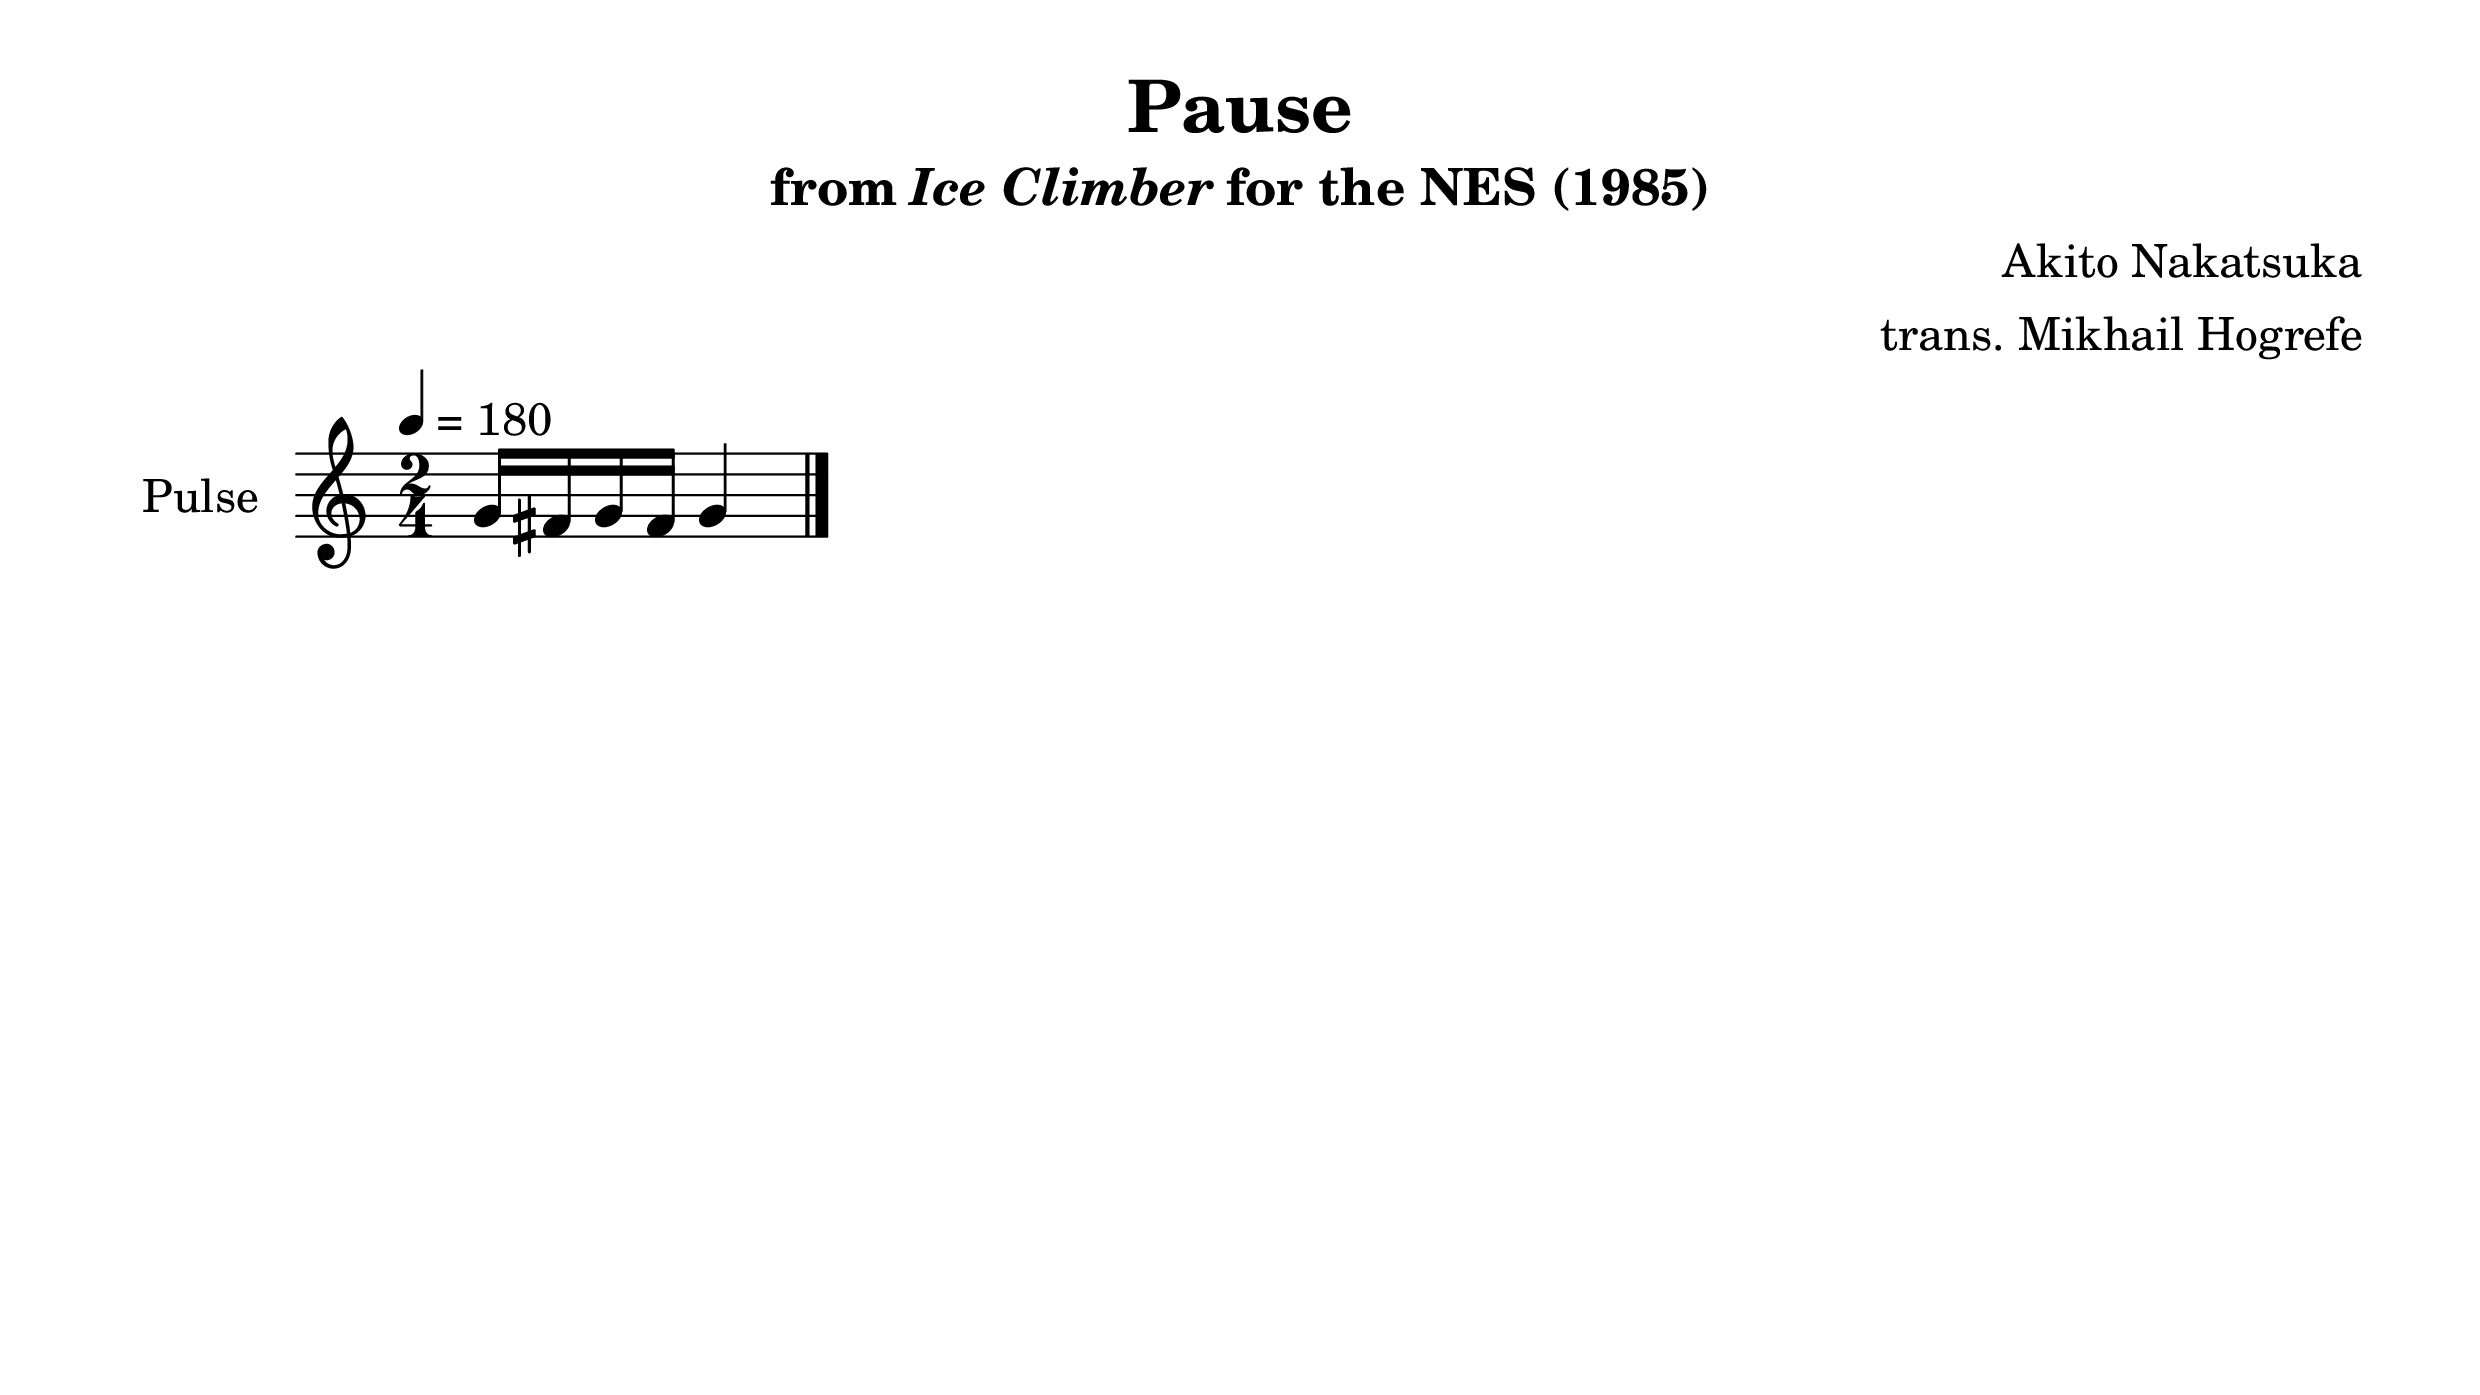 Pause
from Ice Climber for the NES (1985)
Akito Nakatsuka
trans. Mikhail Hogrefe
= 180
Pulse
2
4